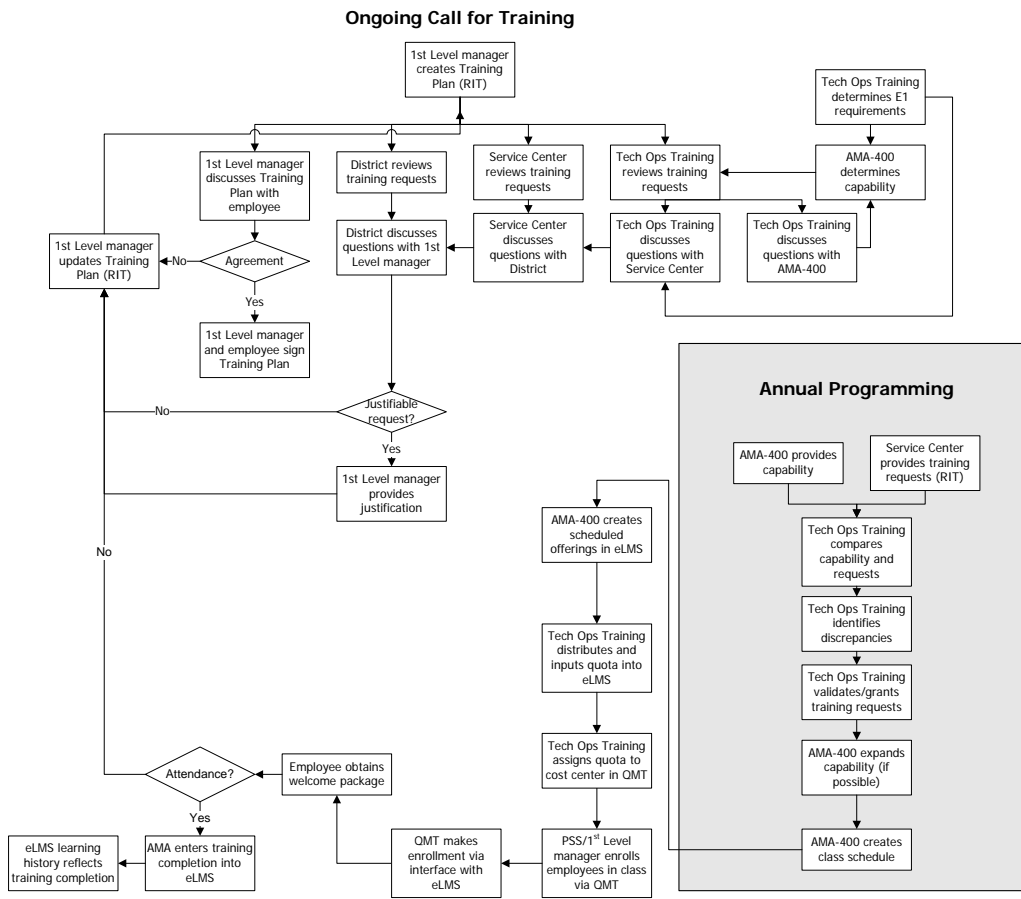 Ongoing Call for Training
1st Level manager
creates Training
Plan (RIT)
Tech Ops Training
determines E1
requirements
1st Level manager
discusses Training
Plan with
employee
District reviews
training requests
Service Center
reviews training
requests
Tech Ops Training
reviews training
requests
AMA-400
determines
capability
1st Level manager
updates Training
Plan (RIT)
No
Agreement
District discusses
questions with 1st
Level manager
Service Center
discusses
questions with
District
Tech Ops Training
discusses
questions with
Service Center
Tech Ops Training
discusses
questions with
AMA-400
Yes
1st Level manager
and employee sign
Training Plan
No
Justifiable
request?
Yes
1st Level manager
provides
justification
No
Annual Programming
AMA-400 provides
capability
Service Center
provides training
requests (RIT)
Tech Ops Training
compares
capability and
requests
Tech Ops Training
identifies
discrepancies
Tech Ops Training
validates/grants
training requests
AMA-400 expands
capability (if
possible)
AMA-400 creates
class schedule
AMA-400 creates
scheduled
offerings in eLMS
Tech Ops Training
distributes and
inputs quota into
eLMS
Tech Ops Training
assigns quota to
cost center in QMT
PSS/1st Level
manager enrolls
employees in class
via QMT
QMT makes
enrollment via
interface with
eLMS
Employee obtains
welcome package
Attendance?
Yes
AMA enters training
completion into
eLMS
eLMS learning
history reflects
training completion